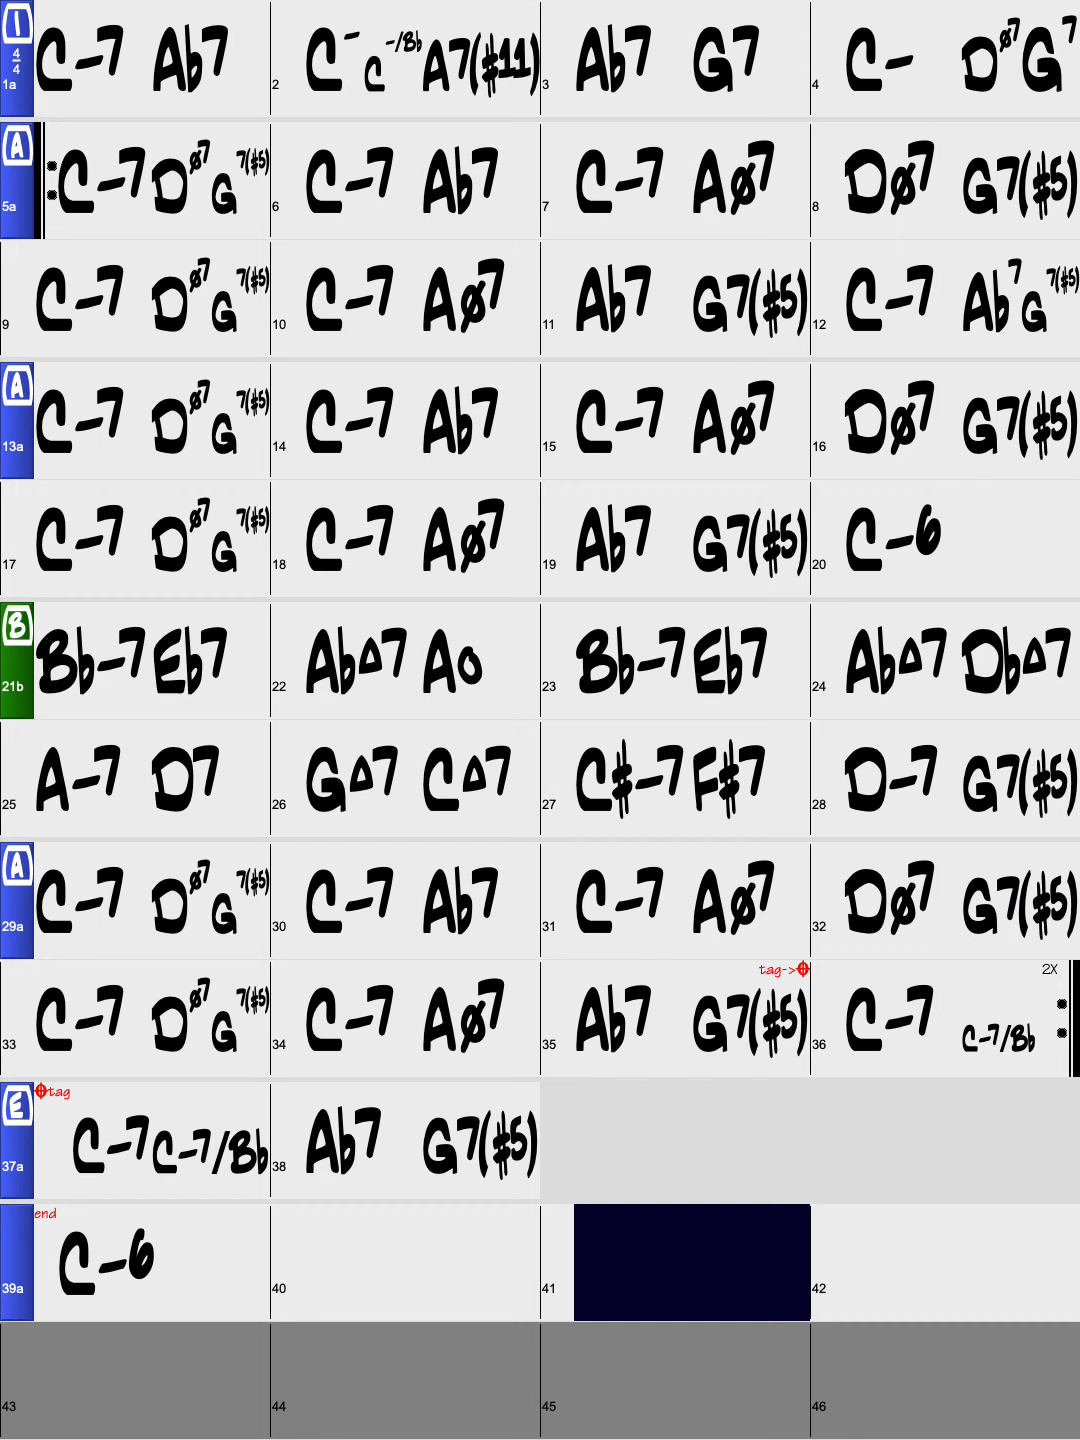 1 4/4 1a C-7 Ab7 2 C- C-/Bb A7(#11) 3 Ab7 G7 4 C- Dø7 G7
A 5a C-7 Dø7 G7(#5) 6 C-7 Ab7 7 C-7 Aø7 8 Dø7 G7(#5)
9 C-7 Dø7 G7(#5) 10 C-7 Aø7 11 Ab7 G7(#5) 12 C-7 Ab7 G7(#5)
A 13a C-7 Dø7 G7(#5) 14 C-7 Ab7 15 C-7 Aø7 16 Dø7 G7(#5)
17 C-7 Dø7 G7(#5) 18 C-7 Aø7 19 Ab7 G7(#5) 20 C-6
B 21b Bb-7 Eb7 22 Ab△7 Ao 23 Bb-7 Eb7 24 Ab△7 Db△7
25 A-7 D7 26 G△7 C△7 27 C#-7 F#7 28 D-7 G7(#5)
A 29a C-7 Dø7 G7(#5) 30 C-7 Ab7 31 C-7 Aø7 32 Dø7 G7(#5)
tag-> 2X
33 C-7 Dø7 G7(#5) 34 C-7 Aø7 35 Ab7 G7(#5) 36 C-7 C-7/Bb
tag
E 37a C-7 C-7/Bb 38 Ab7 G7(#5)
end
39a C-6 40 41 42
43 44 45 46